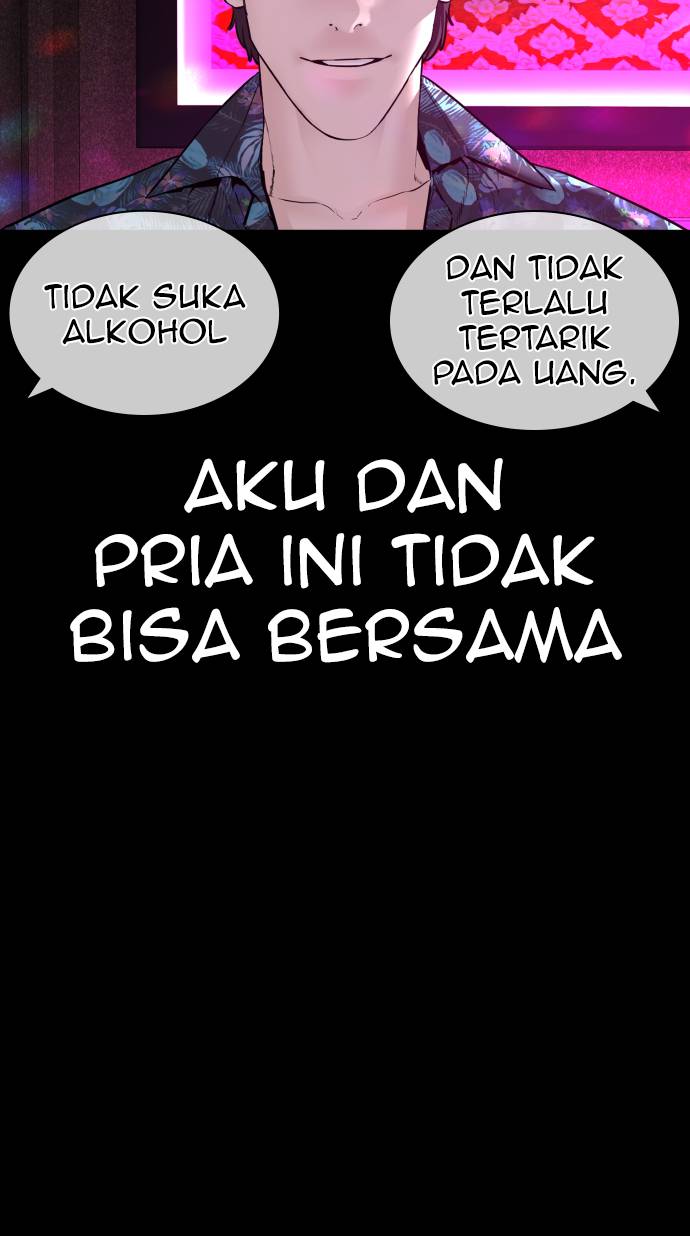 TIDAK SUKA
ALKOHOL
DAN TIDAK
TERLALU
TERTARIK
PADA UANG.
AKU DAN
PRIA INI TIDAK
BISA BERSAMA